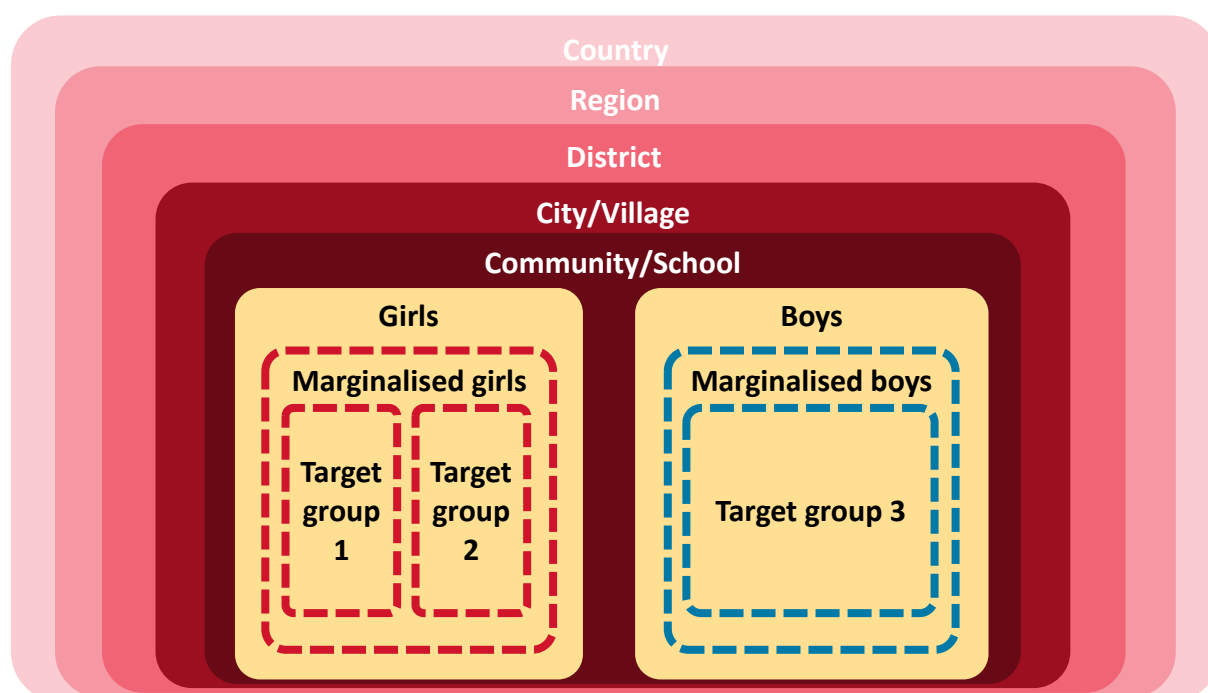 Country
Region
District
City/Village
Community/School
Girls
Marginalised girls
Target
group
1
Target
group
2
Boys
Marginalised boys
Target group 3